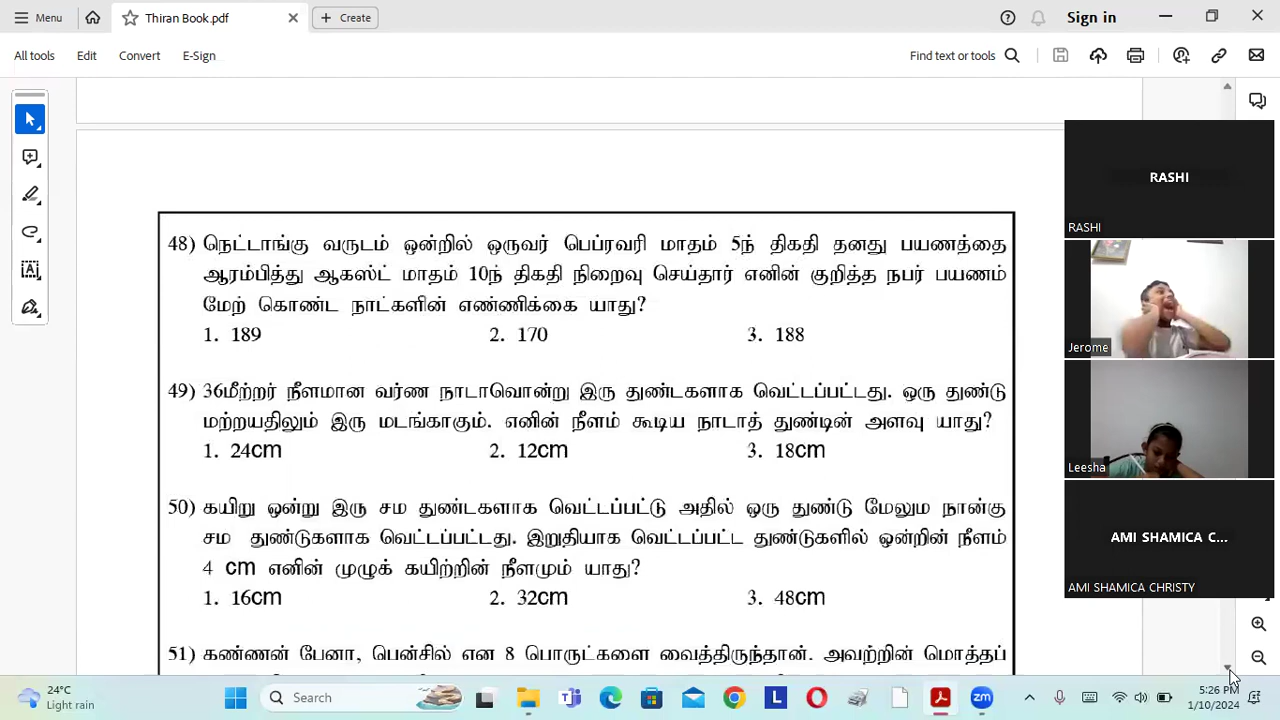 Menu
Thiran Book.pdf
Create
Sign in
All tools
Edit
Convert
E-Sign
Find text or tools
RASHI
RASHI
48) நெட்டாங்கு வருடம் ஒன்றில் ஒருவர் பெப்ரவரி மாதம் 5ந் திகதி தனது பயணத்தை
ஆரம்பித்து ஆகஸ்ட் மாதம் 10ந் திகதி நிறைவு செய்தார் எனின் குறித்த நபர் பயணம்
மேற் கொண்ட நாட்களின் எண்ணிக்கை யாது?
1. 189 2. 170 3. 188
Jerome
49) 36மீற்றர் நீளமான வர்ண நாடாவொன்று இரு துண்டகளாக வெட்டப்பட்டது. ஒரு துண்டு
மற்றயதிலும் இரு மடங்காகும். எனின் நீளம் கூடிய நாடாத் துண்டின் அளவு யாது?
1. 24cm 2. 12cm 3. 18cm
Leesha
50) கயிறு ஒன்று இரு சம துண்டகளாக வெட்டப்பட்டு அதில் ஒரு துண்டு மேலும நான்கு
சம துண்டுகளாக வெட்டப்பட்டது. இறுதியாக வெட்டப்பட்ட துண்டுகளில் ஒன்றின் நீளம்
4 cm எனின் முழுக் கயிற்றின் நீளமும் யாது?
1. 16cm 2. 32cm 3. 48cm
AMI SHAMICA C...
AMI SHAMICA CHRISTY
51) கண்ணன் பேனா, பென்சில் என 8 பொருட்களை வைத்திருந்தான். அவற்றின் மொத்தப்
24°C
Light rain
Search
5:26 PM
1/10/2024